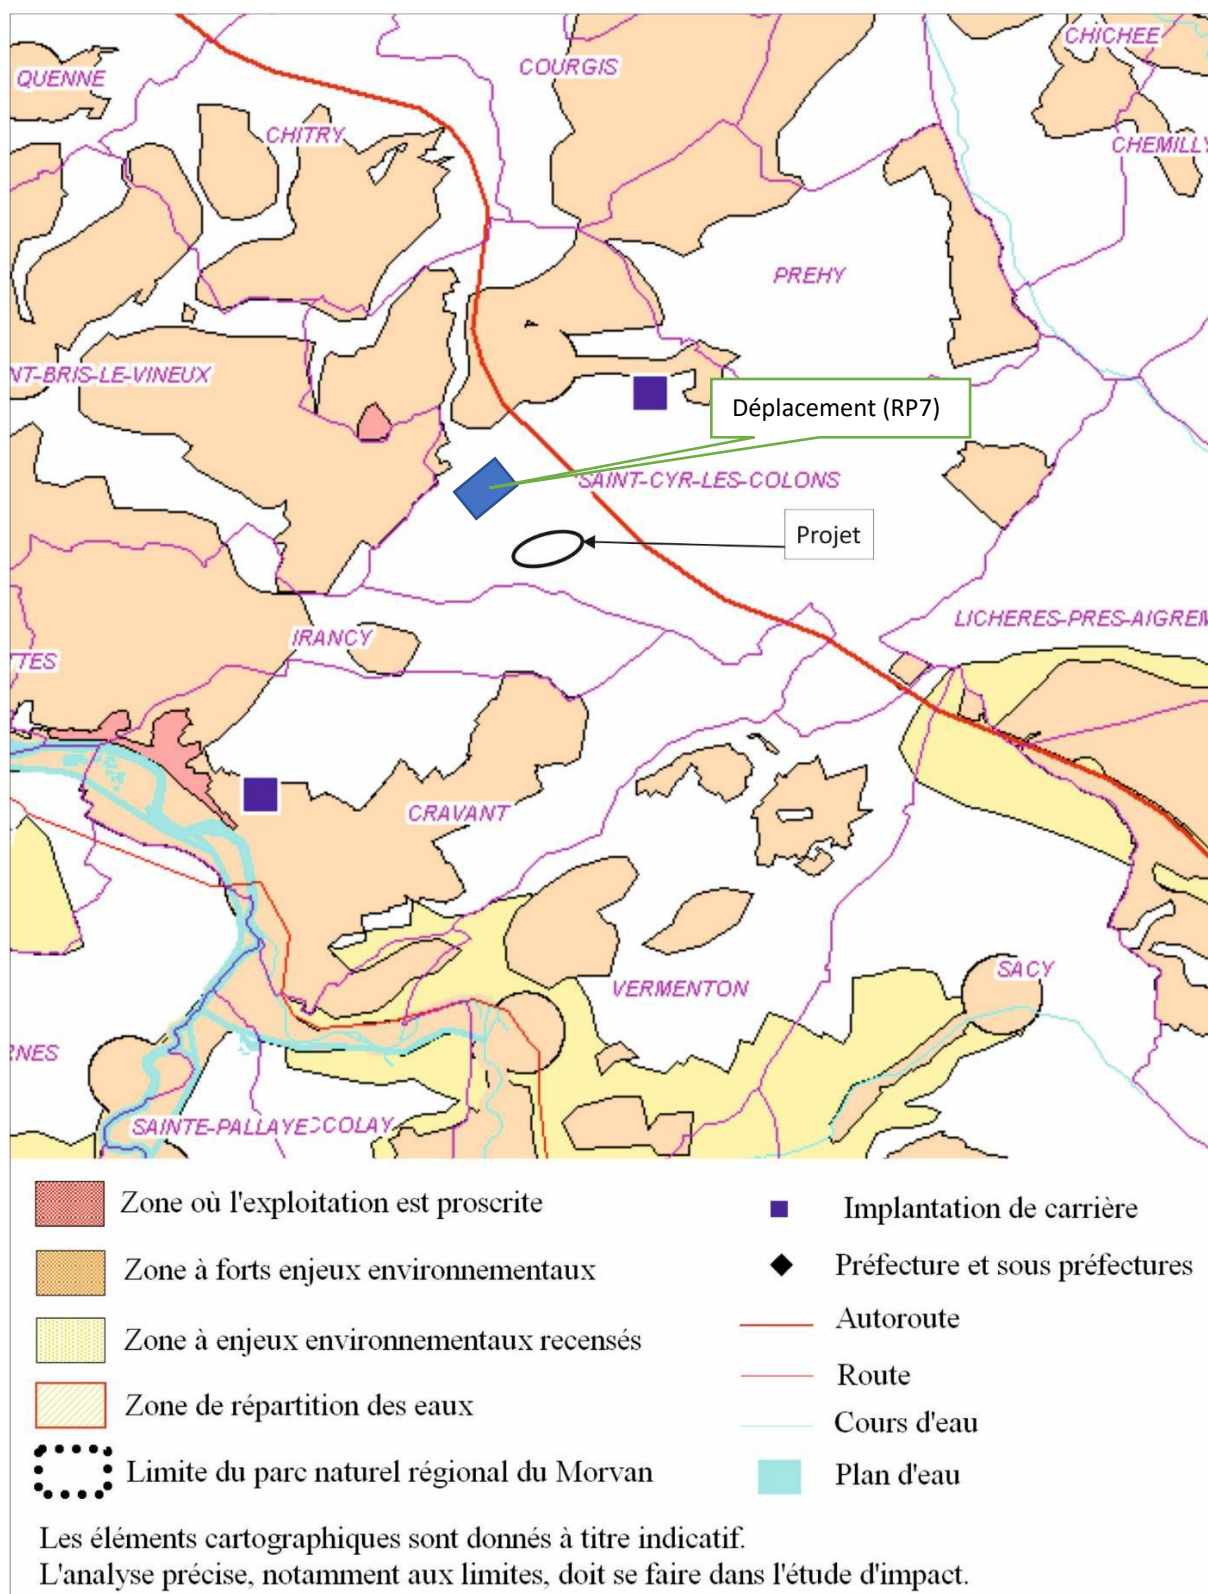 CHICHEE
COURGIS
QUENNE
CHITRY
CHEMILLY
PREHY
NT-BRIS-LE-VINEUX
Déplacement (RP7)
SAINT-CYR-LES-COLONS
Projet
LICHERES-PRES-AIGREM
IRANCY
TTES
CRAVANT
SACY
VERMENTON
RNES
SAINTE-PALLAYE
CCOLAY
Zone où l'exploitation est proscrite
Zone à forts enjeux environnementaux
Zone à enjeux environnementaux recensés
Zone de répartition des eaux
Limite du parc naturel régional du Morvan
Implantation de carrière
Préfecture et sous préfectures
Autoroute
Route
Cours d'eau
Plan d'eau
Les éléments cartographiques sont donnés à titre indicatif.
L'analyse précise, notamment aux limites, doit se faire dans l'étude d'impact.